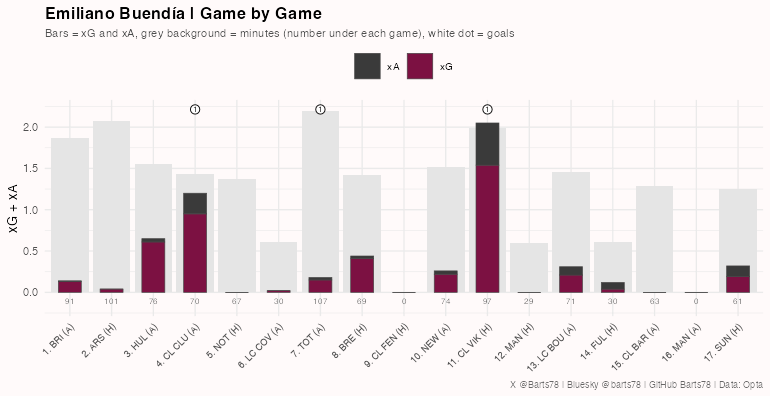 Emiliano Buendía | Game by Game
Bars = xG and xA, grey background = minutes (number under each game), white dot = goals
xA xG
1 1 1
2.0
1.5
1.0
0.5
0.0
xG + xA
91 101 76 70 67 30 107 69 0 74 97 30 71 30 63 0 61
1. BRI (A)
2. ARS (H)
3. HUL (A)
4. CL CLU (A)
5. NOT (H)
6. LC COV (A)
7. TOT (A)
8. BRE (H)
9. CL FEN (H)
10. NEW (A)
11. CL VIK (H)
12. MAN (H)
13. LC BOU (A)
14. FUL (H)
15. CL BAR (A)
16. MAN (A)
17. SUN (H)
X @Barts78 | Bluesky @barts78 | GitHub Barts78 | Data: Opta